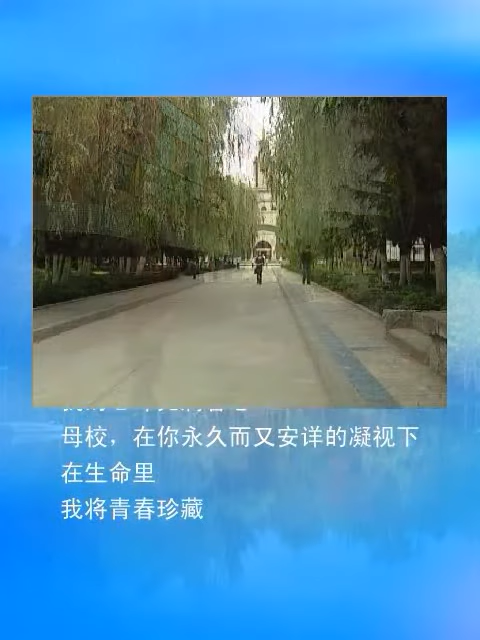 母校，在你永久而又安详的凝视下
在生命里
我将青春珍藏